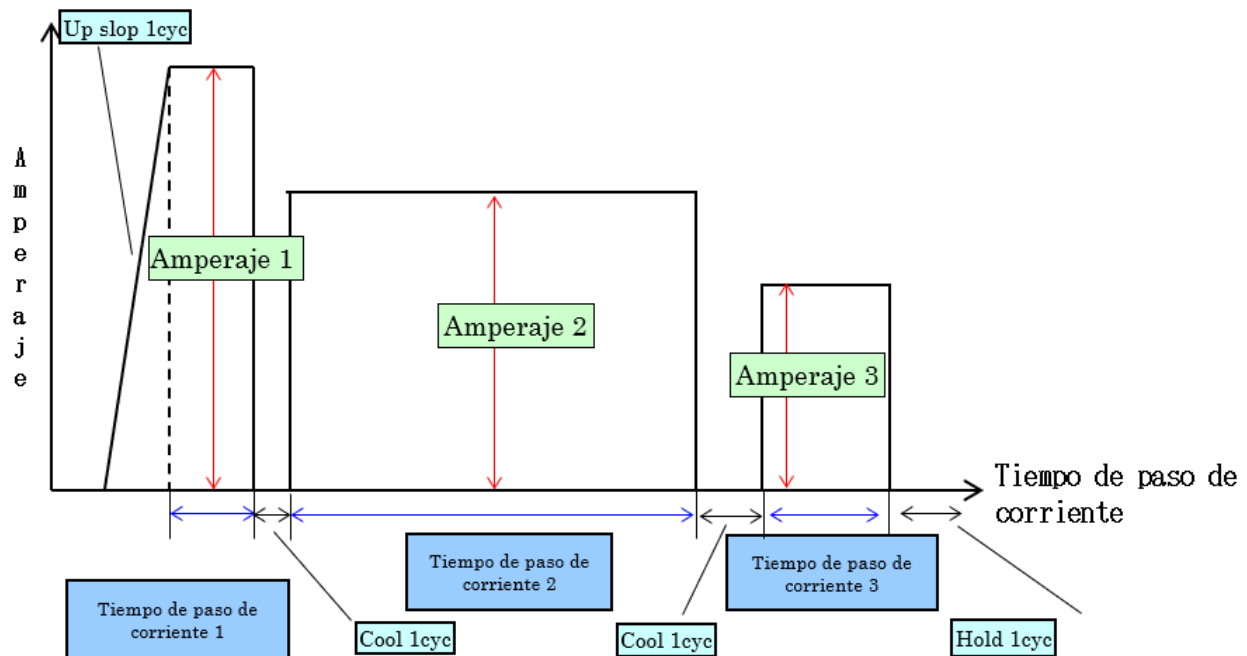 Up slop 1cyc
Amperaje
Amperaje 1
Amperaje 2
Amperaje 3
Tiempo de paso de
corriente
Tiempo de paso de
corriente 1
Tiempo de paso de
corriente 2
Tiempo de paso de
corriente 3
Cool 1cyc
Cool 1cyc
Hold 1cyc